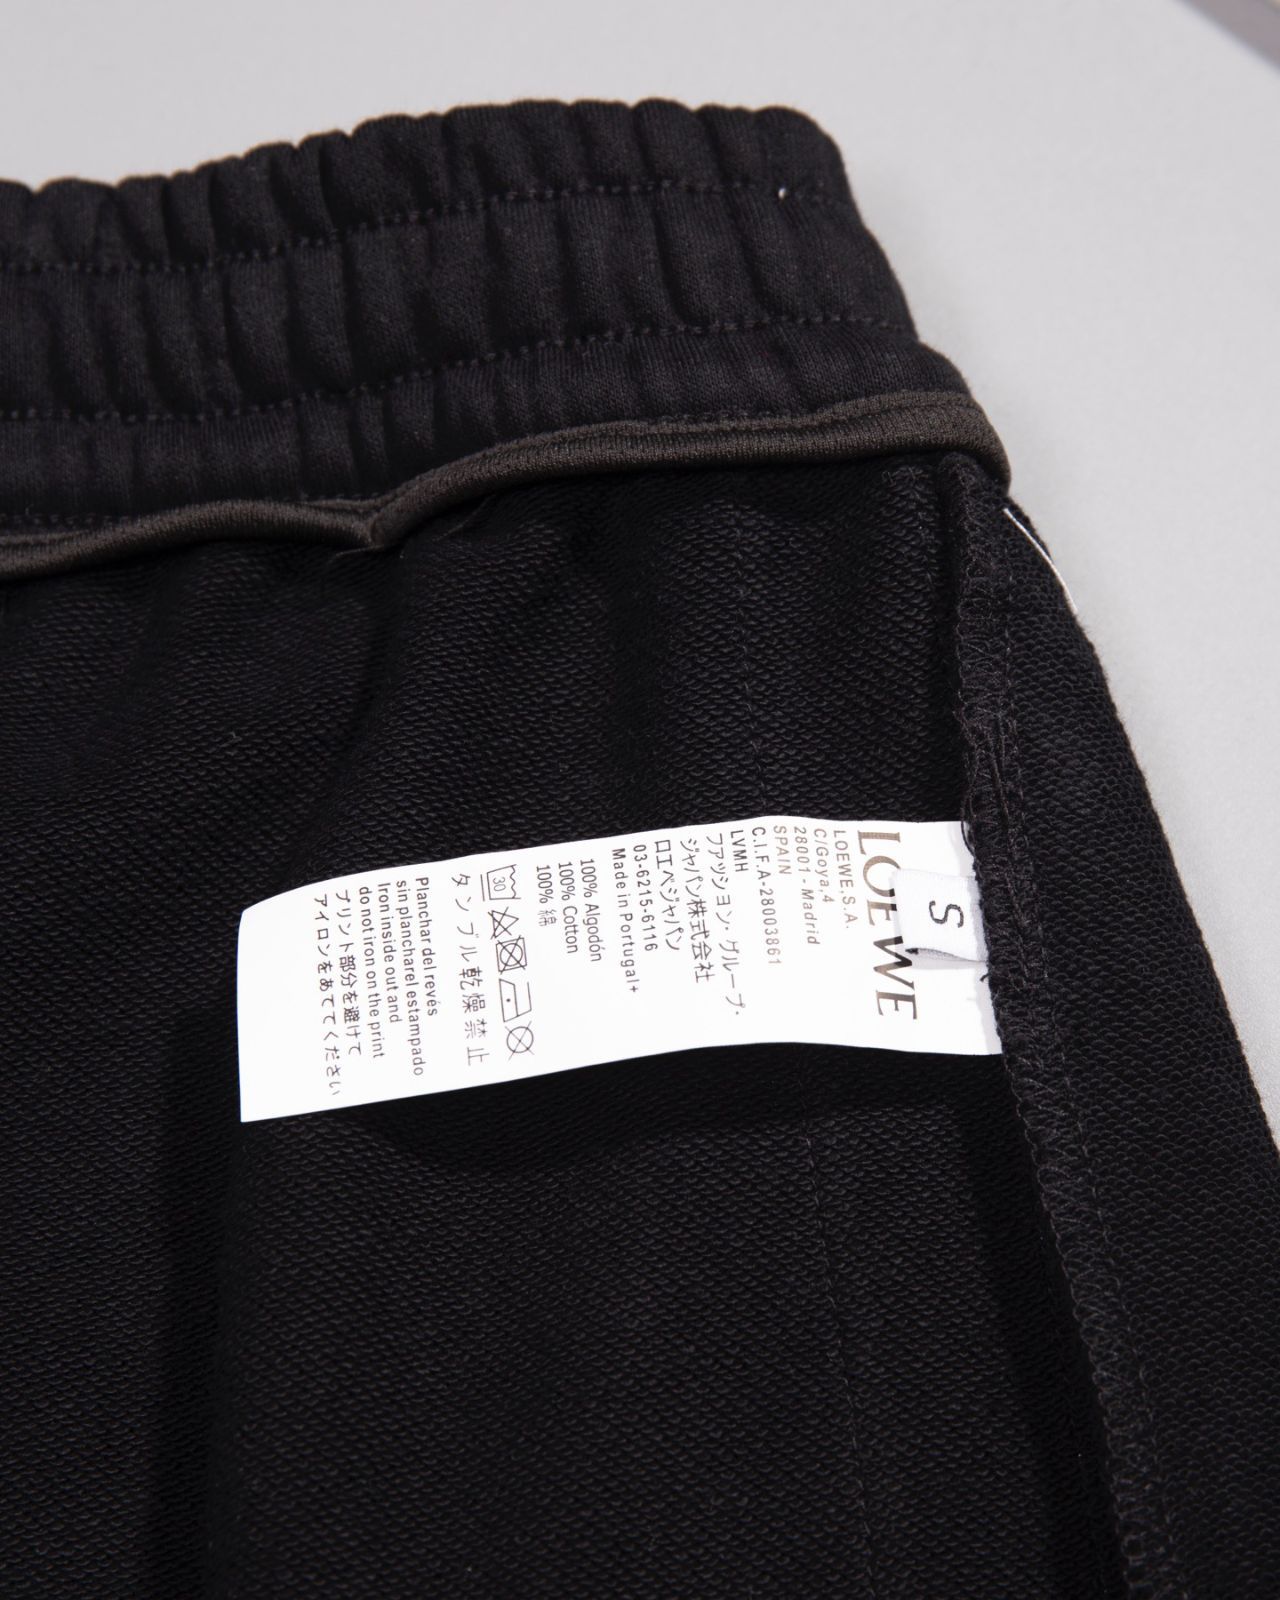 LOEWE
S
LOEWE,S.A.
C/Goya,4
28001 - Madrid
SPAIN
C.I.F.A-28003861
LVMH
ファッション・グループ・
ジャパン株式会社
ロエベジャパン
03-6215-6116
Made in Portugal+
100% Algodón
100% Cotton
100% 綿
30
タンブル乾燥禁止
Planchar del revés
sin plancharel estampado
Iron inside out and
do not iron on the print
プリント部分を避けて
アイロンをあててください